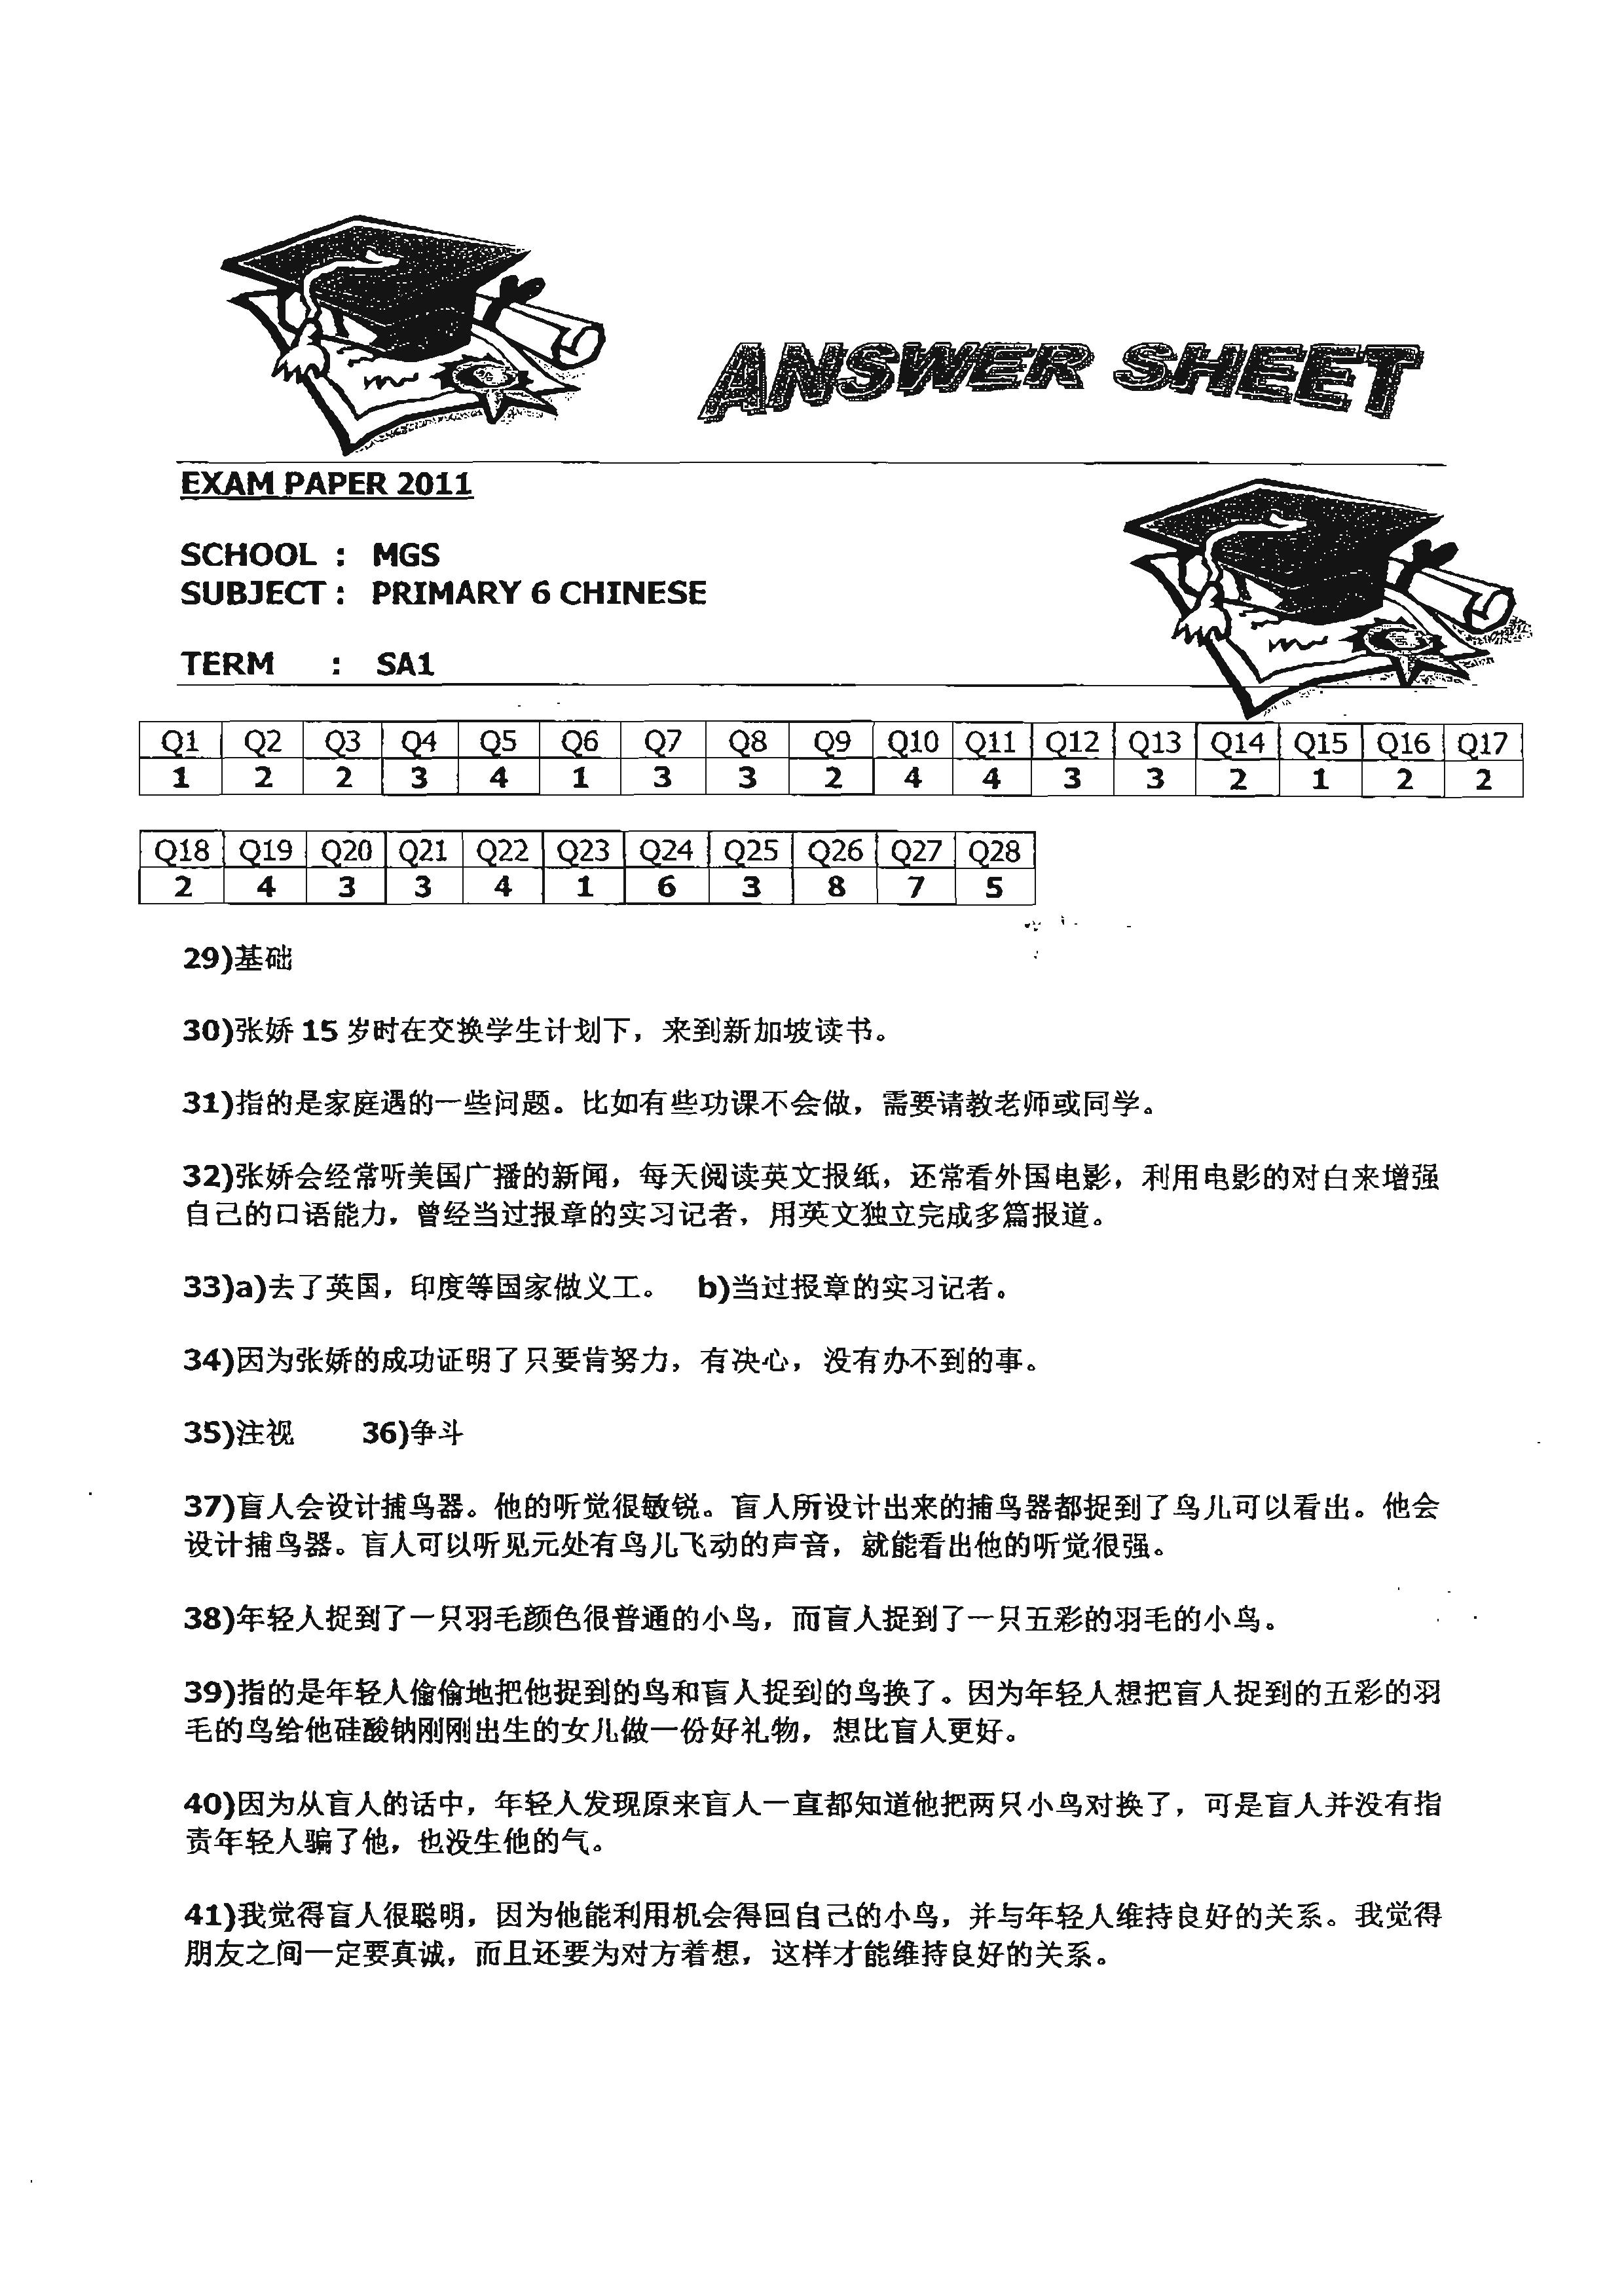 ANSWER SHEET
EXAM PAPER 2011
SCHOOL : MGS
SUBJECT : PRIMARY 6 CHINESE
TERM : SA1
Q1 Q2 Q3 Q4 Q5 Q6 Q7 Q8 Q9 Q10 Q11 Q12 Q13 Q14 Q15 Q16 Q17
1 2 2 3 4 1 3 3 2 4 4 3 3 2 1 2 2
Q18 Q19 Q20 Q21 Q22 Q23 Q24 Q25 Q26 Q27 Q28
2 4 3 3 4 1 6 3 8 7 5
29)基础
30)张娇 15 岁时在交换学生计划下，来到新加坡读书。
31)指的是家庭遇的一些问题。比如有些功课不会做，需要请教老师或同学。
32)张娇会经常听美国广播的新闻，每天阅读英文报纸，还常看外国电影，利用电影的对白来增强
自己的口语能力，曾经当过报章的实习记者，用英文独立完成多篇报道。
33)a)去了英国，印度等国家做义工。 b)当过报章的实习记者。
34)因为张娇的成功证明了只要肯努力，有决心，没有办不到的事。
35)注视 36)争斗
37)盲人会设计捕鸟器。他的听觉很敏锐。盲人所设计出来的捕鸟器都捉到了鸟儿可以看出。他会
设计捕鸟器。盲人可以听见元处有鸟儿飞动的声音，就能看出他的听觉很强。
38)年轻人捉到了一只羽毛颜色很普通的小鸟，而盲人捉到了一只五彩的羽毛的小鸟。
39)指的是年轻人偷偷地把他捉到的鸟和盲人捉到的鸟换了。因为年轻人想把盲人捉到的五彩的羽
毛的鸟给他硅酸钠刚刚出生的女儿做一份好礼物，想比盲人更好。
40)因为从盲人的话中，年轻人发现原来盲人一直都知道他把两只小鸟对换了，可是盲人并没有指
责年轻人骗了他，也没生他的气。
41)我觉得盲人很聪明，因为他能利用机会得回自己的小鸟，并与年轻人维持良好的关系。我觉得
朋友之间一定要真诚，而且还要为对方着想，这样才能维持良好的关系。